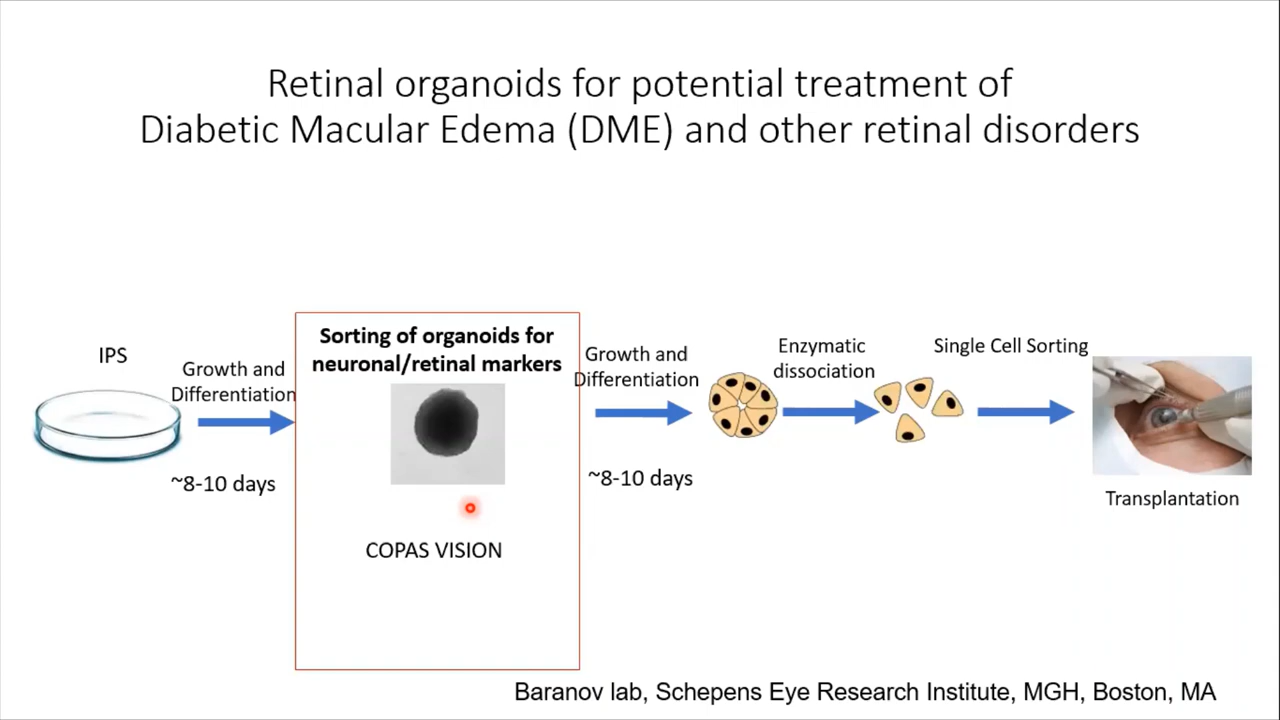 Retinal organoids for potential treatment of
Diabetic Macular Edema (DME) and other retinal disorders
IPS
Growth and
Differentiation
~8-10 days
Sorting of organoids for
neuronal/retinal markers
COPAS VISION
Growth and
Differentiation
~8-10 days
Enzymatic
dissociation
Single Cell Sorting
Transplantation
Baranov lab, Schepens Eye Research Institute, MGH, Boston, MA